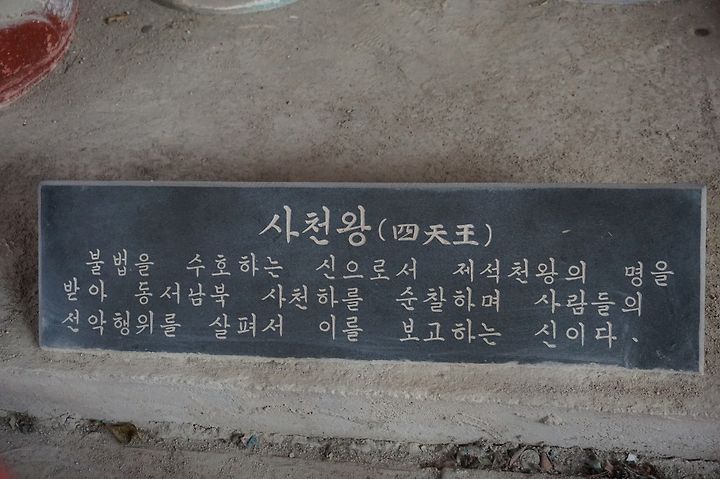 사천왕(四天王)
불법을 수호하는 신으로서 제석천왕의 명을
받아 동서남북 사천하를 순찰하며 사람들의
선악행위를 살펴서 이를 보고하는 신이다.